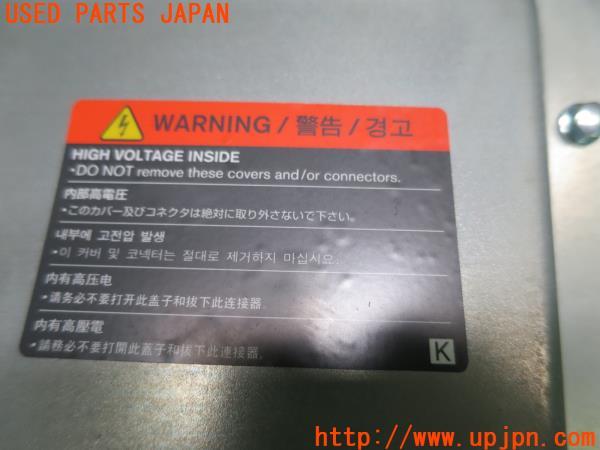 USED PARTS JAPAN
WARNING / 警告 / 경고
HIGH VOLTAGE INSIDE
・DO NOT remove these covers and/or connectors.
内部高電圧
・このカバー及びコネクタは絶対に取り外さないで下さい。
내부에 고전압 발생
・이 커버 및 코넥터는 절대로 제거하지 마십시요.
内有高压电
・请务必不要打开此盖子和拔下此连接器.
内有高壓電
・請務必不要打開此蓋子和拔下此連接器.
K
http://www.upjpn.com/